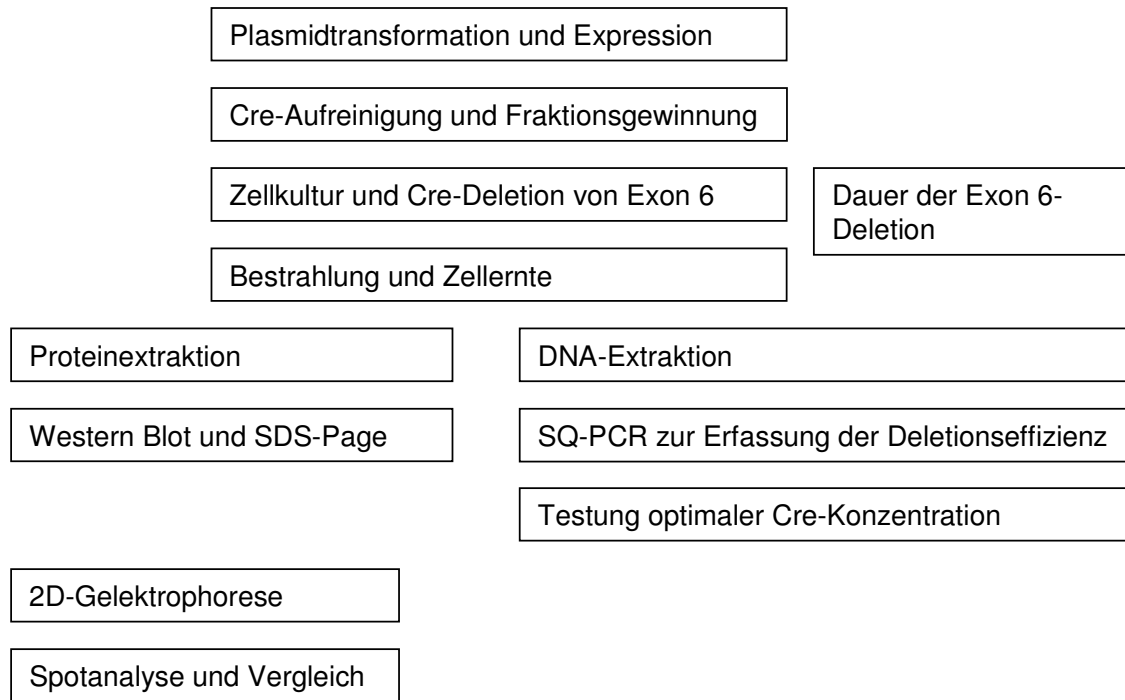 Plasmidtransformation und Expression
Cre-Aufreinigung und Fraktionsgewinnung
Zellkultur und Cre-Deletion von Exon 6
Dauer der Exon 6-
Deletion
Bestrahlung und Zellernte
Proteinextraktion
DNA-Extraktion
Western Blot und SDS-Page
SQ-PCR zur Erfassung der Deletionseffizienz
Testung optimaler Cre-Konzentration
2D-Gelektrophorese
Spotanalyse und Vergleich